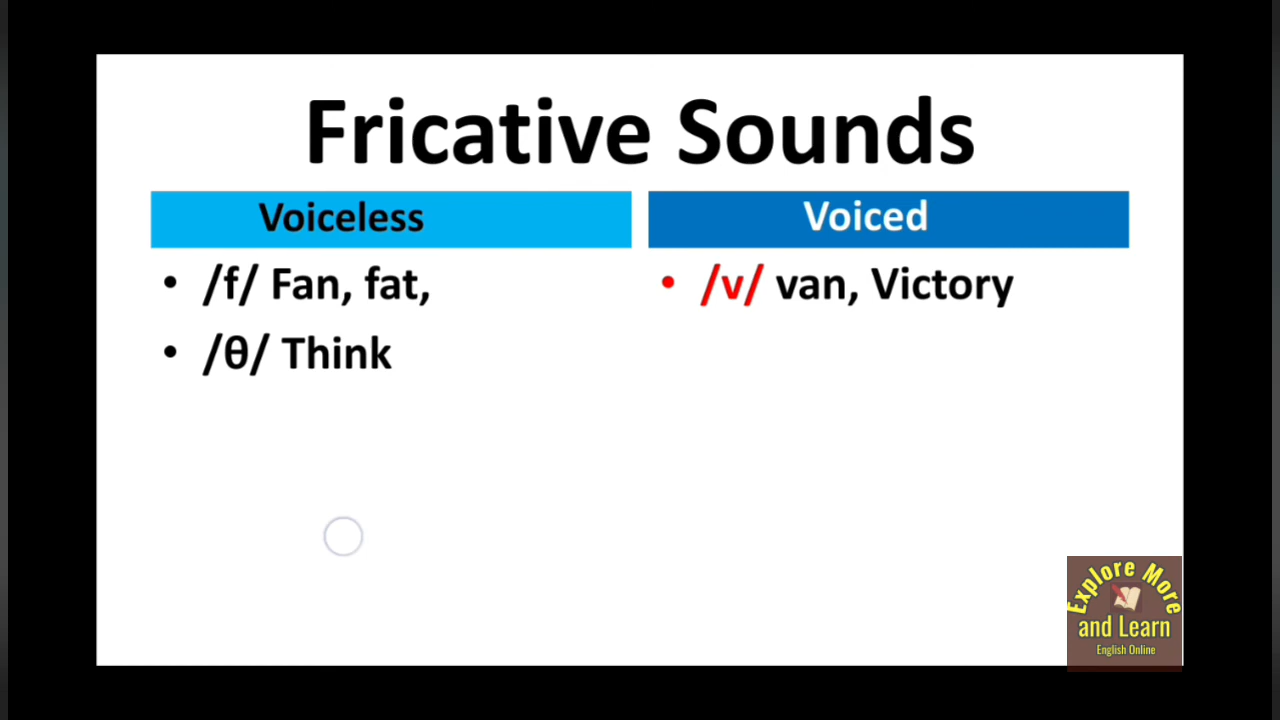 Fricative Sounds
Voiceless
Voiced
• /f/ Fan, fat,
• /θ/ Think
• /v/ van, Victory
Explore More
and Learn
English Online